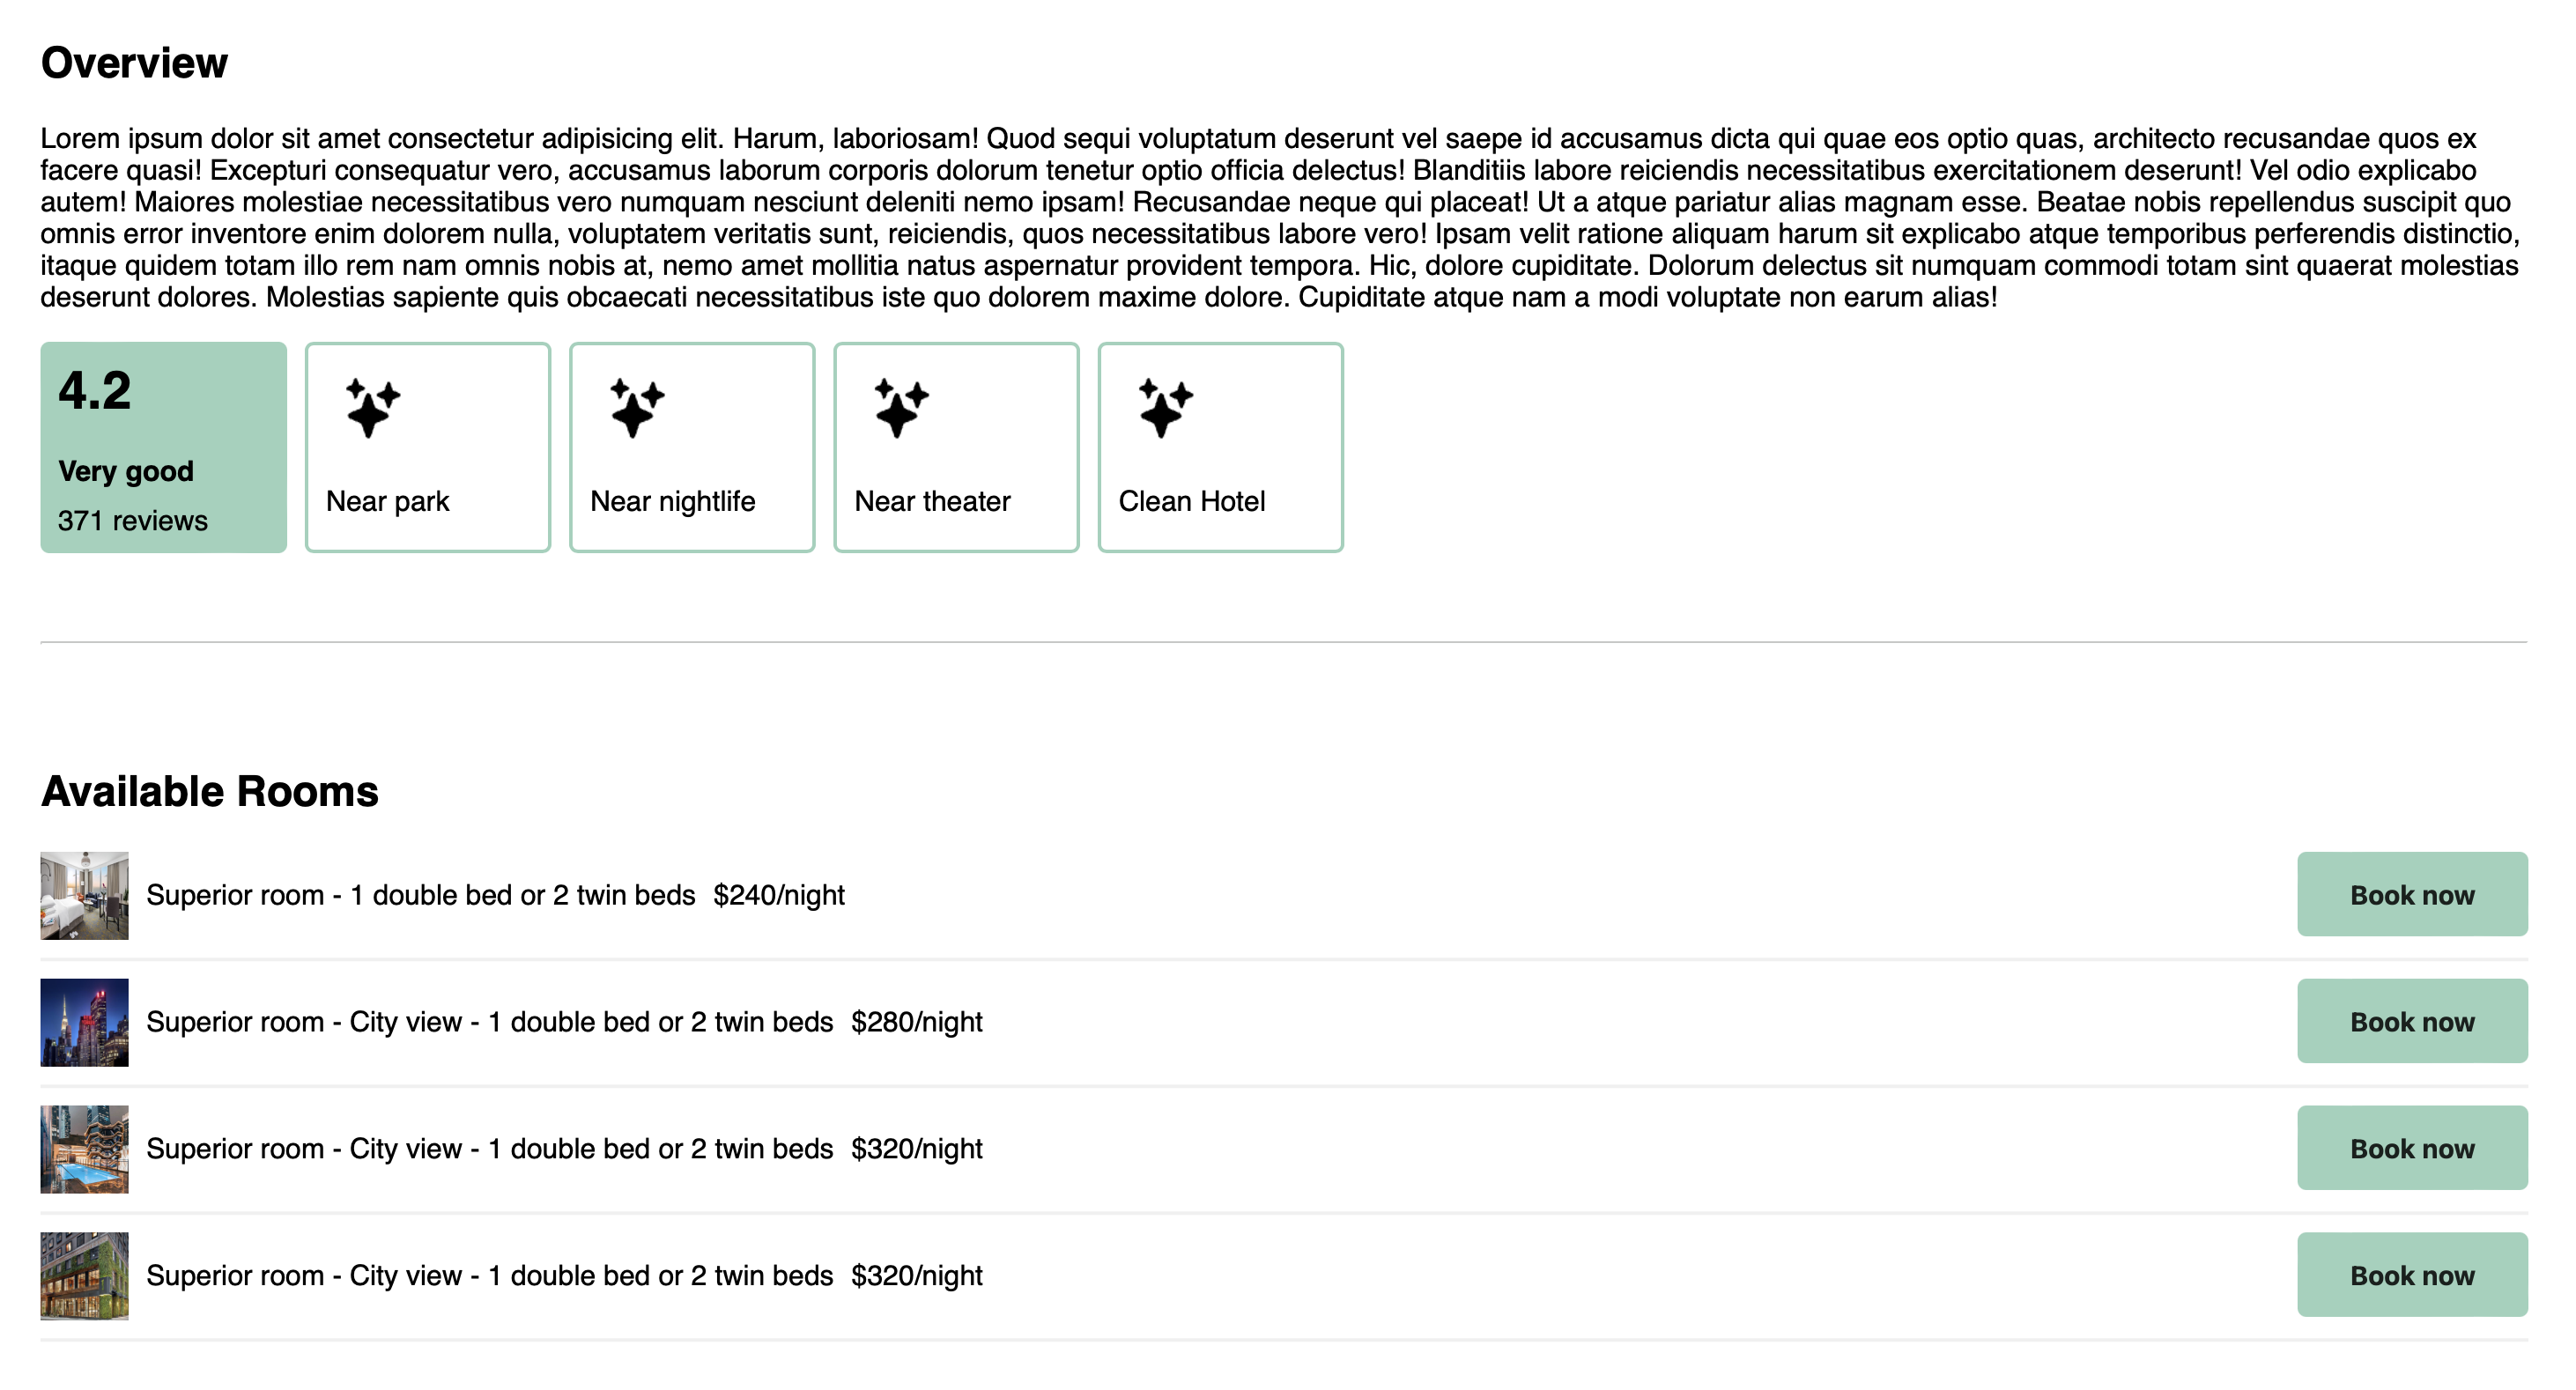 Overview
Lorem ipsum dolor sit amet consectetur adipisicing elit. Harum, laboriosam! Quod sequi voluptatum deserunt vel saepe id accusamus dicta qui quae eos optio quas, architecto recusandae quos ex
facere quasi! Excepturi consequatur vero, accusamus laborum corporis dolorum tenetur optio officia delectus! Blanditiis labore reiciendis necessitatibus exercitationem deserunt! Vel odio explicabo
autem! Maiores molestiae necessitatibus vero numquam nesciunt deleniti nemo ipsam! Recusandae neque qui placeat! Ut a atque pariatur alias magnam esse. Beatae nobis repellendus suscipit quo
omnis error inventore enim dolorem nulla, voluptatem veritatis sunt, reiciendis, quos necessitatibus labore vero! Ipsam velit ratione aliquam harum sit explicabo atque temporibus perferendis distinctio,
itaque quidem totam illo rem nam omnis nobis at, nemo amet mollitia natus aspernatur provident tempora. Hic, dolore cupiditate. Dolorum delectus sit numquam commodi totam sint quaerat molestias
deserunt dolores. Molestias sapiente quis obcaecati necessitatibus iste quo dolorem maxime dolore. Cupiditate atque nam a modi voluptate non earum alias!
4.2
Very good
371 reviews
Near park
Near nightlife
Near theater
Clean Hotel
Available Rooms
Superior room - 1 double bed or 2 twin beds $240/night
Book now
Superior room - City view - 1 double bed or 2 twin beds $280/night
Book now
Superior room - City view - 1 double bed or 2 twin beds $320/night
Book now
Superior room - City view - 1 double bed or 2 twin beds $320/night
Book now